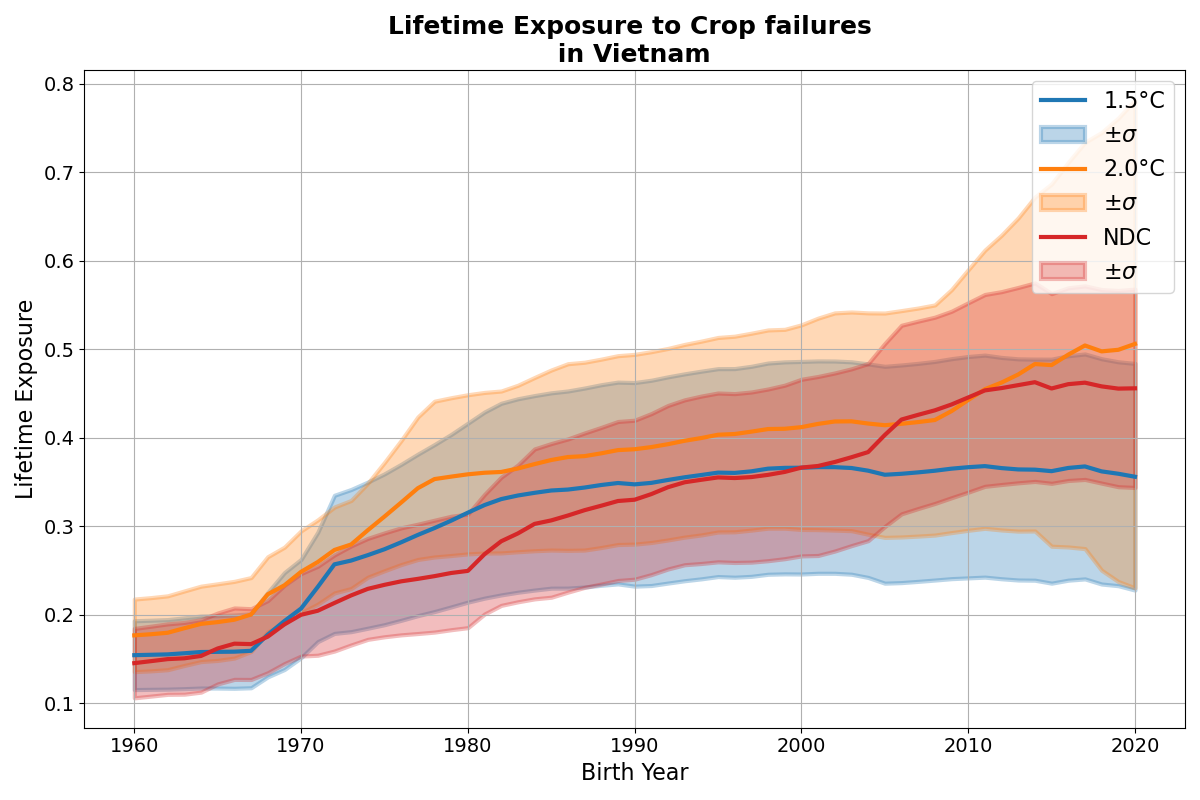 Lifetime Exposure to Crop failures
in Vietnam
Lifetime Exposure
0.8
0.7
0.6
0.5
0.4
0.3
0.2
0.1
1960
1970
1980
1990
2000
2010
2020
Birth Year
1.5°C
±σ
2.0°C
±σ
NDC
±σ